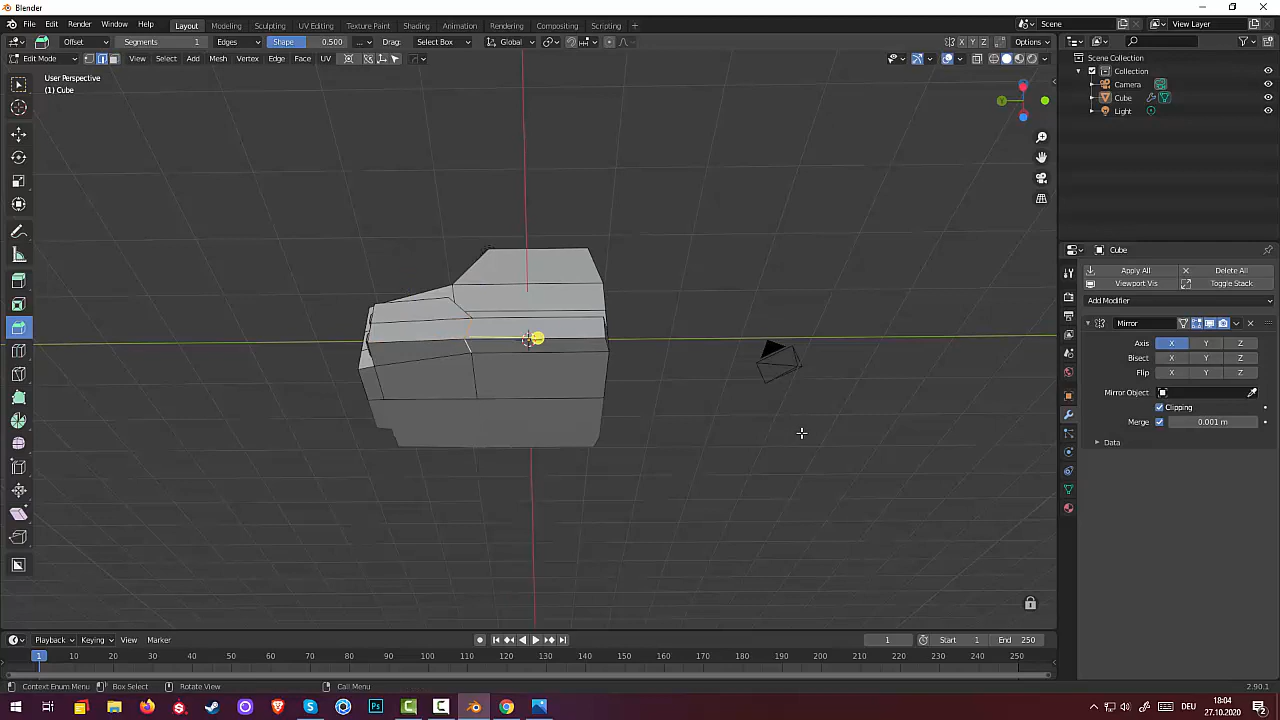 Blender
File Edit Render Window Help Layout Modeling Sculpting UV Editing Texture Paint Shading Animation Rendering Compositing Scripting + Scene View Layer
Offset Segments 1 Edges Shape 0.500 ... Drag: Select Box Global X Y Z Options
Edit Mode View Select Add Mesh Vertex Edge Face UV
User Perspective
(1) Cube
Y
Scene Collection
Collection
Camera
Cube
Light
Cube
Apply All Delete All
Viewport Vis Toggle Stack
Add Modifier
Mirror
Axis X Y Z
Bisect X Y Z
Flip X Y Z
Mirror Object
Clipping
Merge 0.001 m
Data
Playback Keying View Marker 1 Start 1 End 250
1 10 20 30 40 50 60 70 80 90 100 110 120 130 140 150 160 170 180 190 200 210 220 230 240 250
Context Enum Menu Box Select Rotate View Call Menu 2.90.1
DEU 18:04
27.10.2020